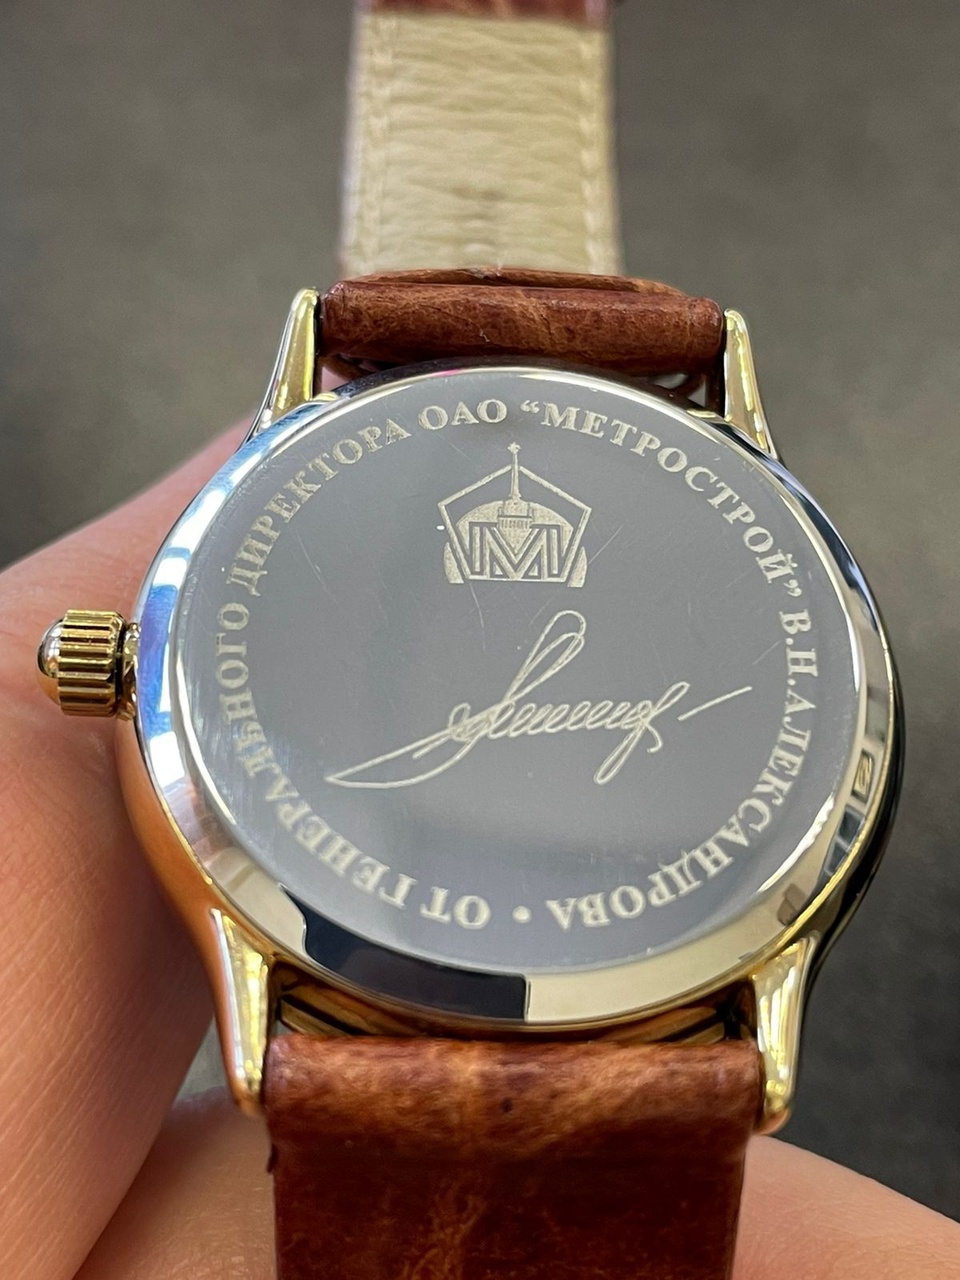 ОТ ГЕНЕРАЛЬНОГО ДИРЕКТОРА ОАО “МЕТРОСТРОЙ” В.Н.АЛЕКСАНДРОВА •
М